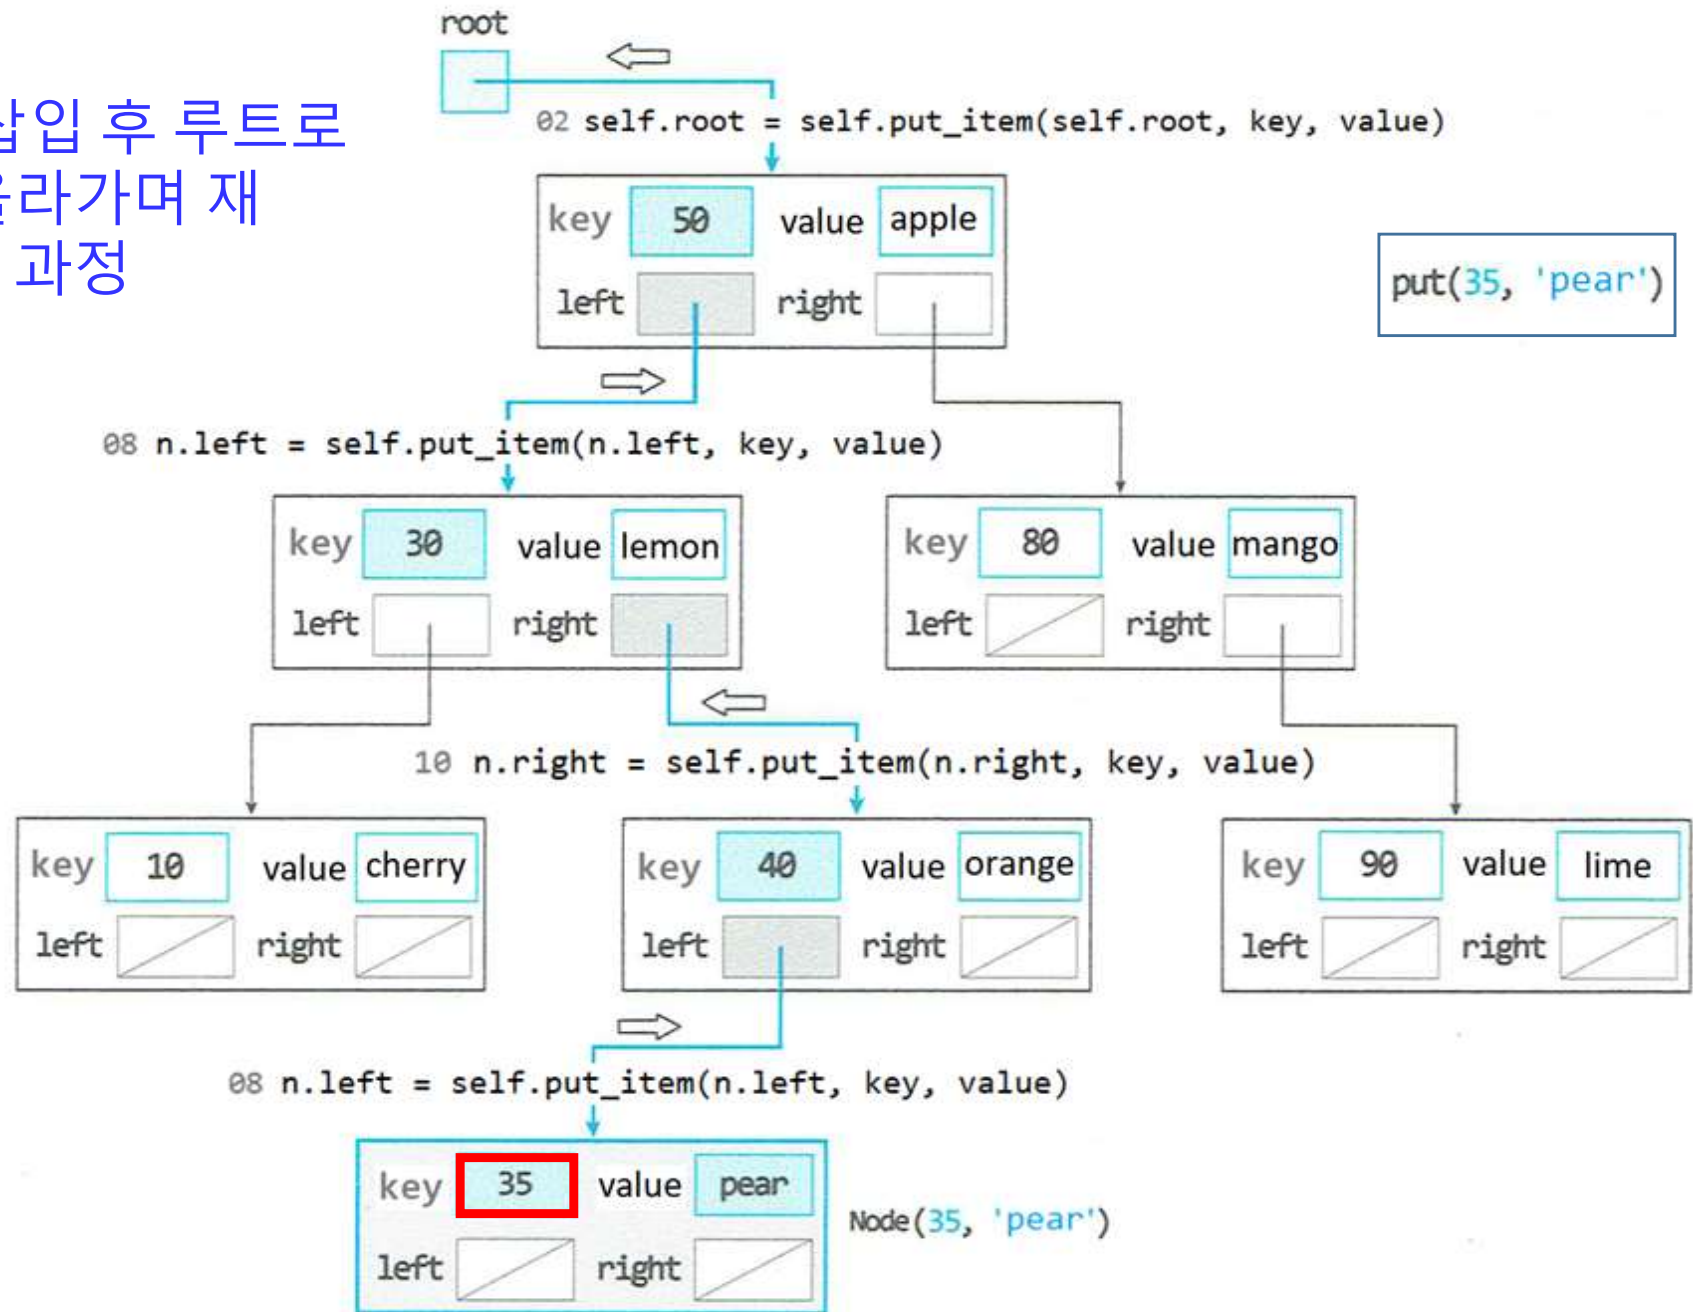 root
삽입 후 루트로
올라가며 재
과정
02 self.root = self.put_item(self.root, key, value)
key 50 value apple
left right
put(35, 'pear')
08 n.left = self.put_item(n.left, key, value)
key 30 value lemon
left right
key 80 value mango
left right
10 n.right = self.put_item(n.right, key, value)
key 10 value cherry
left right
key 40 value orange
left right
key 90 value lime
left right
08 n.left = self.put_item(n.left, key, value)
key 35 value pear
left right
Node(35, 'pear')